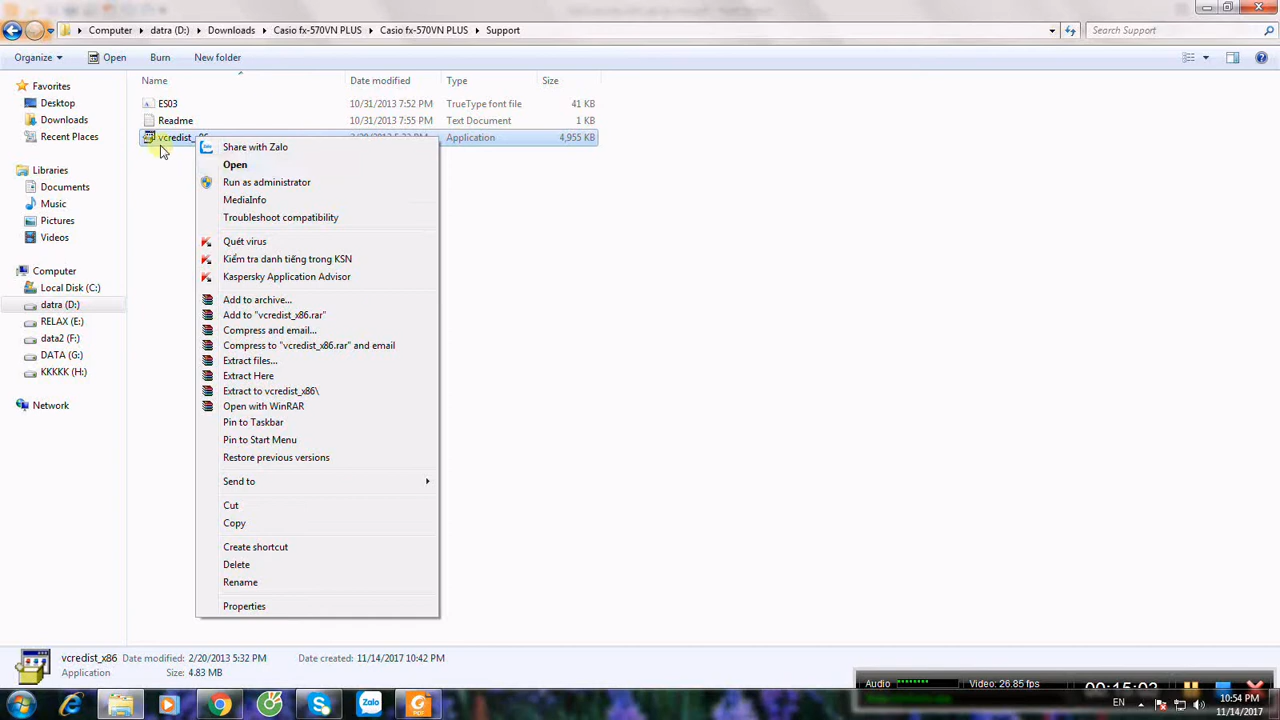 Computer ▸ datra (D:) ▸ Downloads ▸ Casio fx-570VN PLUS ▸ Casio fx-570VN PLUS ▸ Support
Search Support
Organize Open Burn New folder
Name Date modified Type Size
Favorites
Desktop
Downloads
Recent Places
Libraries
Documents
Music
Pictures
Videos
Computer
Local Disk (C:)
datra (D:)
RELAX (E:)
data2 (F:)
DATA (G:)
KKKKK (H:)
Network
ES03 10/31/2013 7:52 PM TrueType font file 41 KB
Readme 10/31/2013 7:55 PM Text Document 1 KB
vcredist_ Application 4,955 KB
Share with Zalo
Open
Run as administrator
MediaInfo
Troubleshoot compatibility
Quét virus
Kiểm tra danh tiếng trong KSN
Kaspersky Application Advisor
Add to archive...
Add to "vcredist_x86.rar"
Compress and email...
Compress to "vcredist_x86.rar" and email
Extract files...
Extract Here
Extract to vcredist_x86\
Open with WinRAR
Pin to Taskbar
Pin to Start Menu
Restore previous versions
Send to
Cut
Copy
Create shortcut
Delete
Rename
Properties
vcredist_x86 Date modified: 2/20/2013 5:32 PM Date created: 11/14/2017 10:42 PM
Application Size: 4.83 MB
Audio Video: 26.85 fps
Zalo
PDF
EN
10:54 PM
11/14/2017